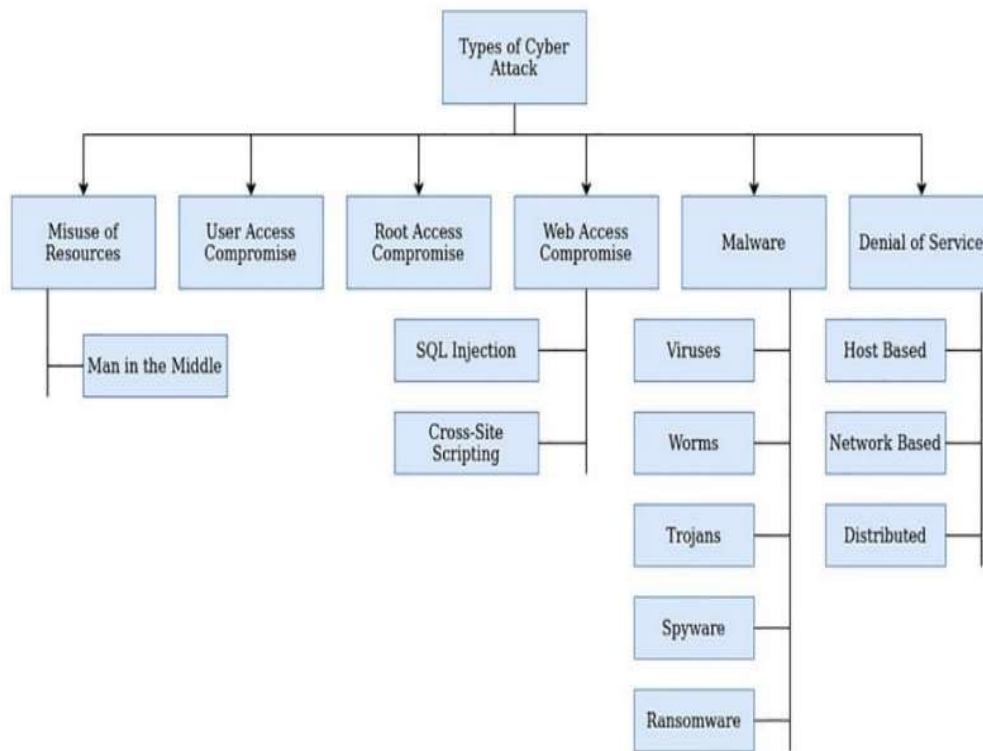 Types of Cyber
Attack
Misuse of
Resources
User Access
Compromise
Root Access
Compromise
Web Access
Compromise
Malware
Denial of Service
Man in the Middle
SQL Injection
Cross-Site
Scripting
Viruses
Worms
Trojans
Spyware
Ransomware
Host Based
Network Based
Distributed